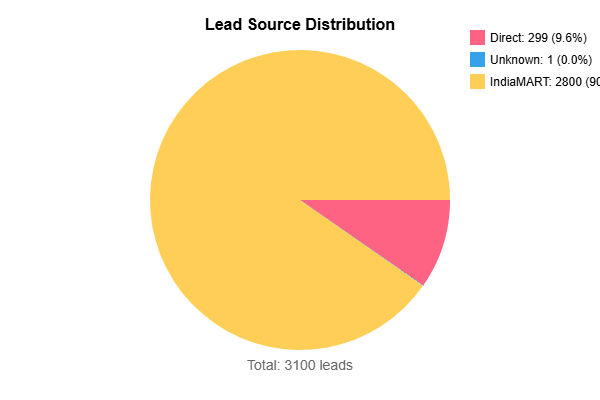 Lead Source Distribution
Direct: 299 (9.6%)
Unknown: 1 (0.0%)
IndiaMART: 2800 (90
Total: 3100 leads